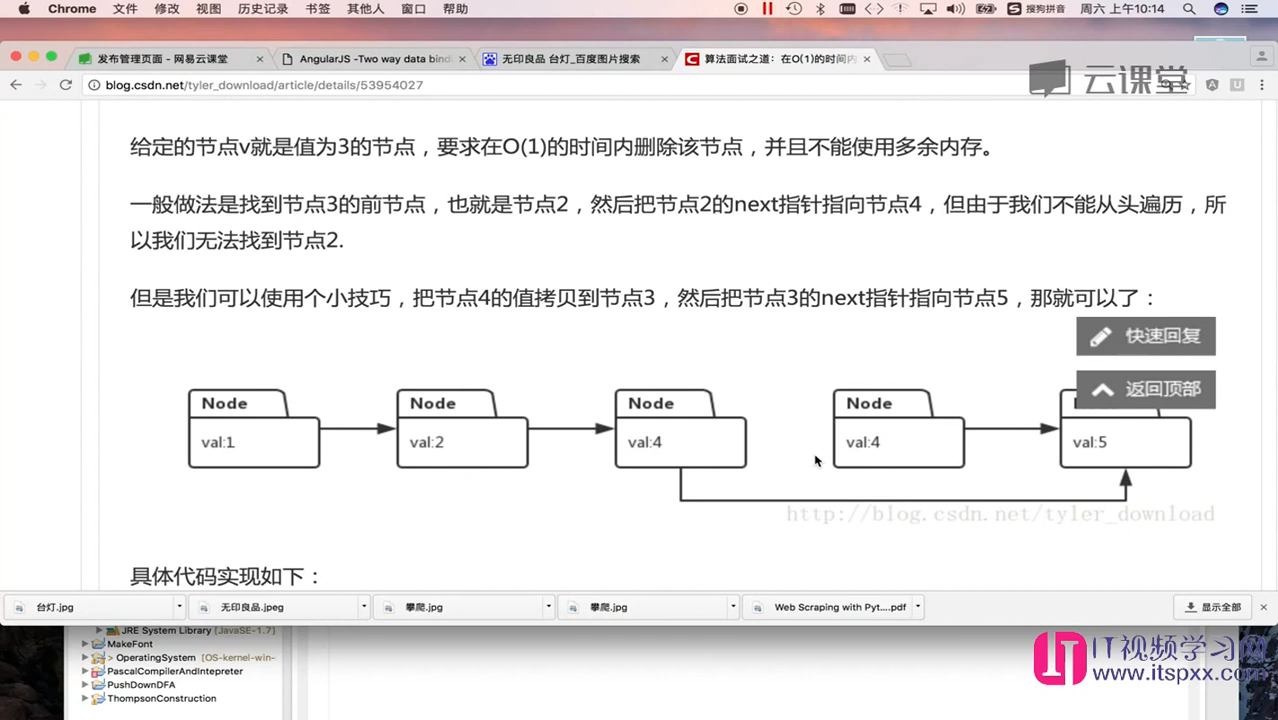 Chrome 文件 修改 视图 历史记录 书签 其他人 窗口 帮助 搜狗拼音 周六 上午10:14
发布管理页面 - 网易云课堂 AngularJS -Two way data bind 无印良品 台灯_百度图片搜索 算法面试之道：在O(1)的时间内
blog.csdn.net/tyler_download/article/details/53954027
云课堂
给定的节点v就是值为3的节点，要求在O(1)的时间内删除该节点，并且不能使用多余内存。
一般做法是找到节点3的前节点，也就是节点2，然后把节点2的next指针指向节点4，但由于我们不能从头遍历，所
以我们无法找到节点2.
但是我们可以使用个小技巧，把节点4的值拷贝到节点3，然后把节点3的next指针指向节点5，那就可以了：
快速回复
返回顶部
Node Node Node Node
val:1 val:2 val:4 val:4 val:5
http://blog.csdn.net/tyler_download
具体代码实现如下：
台灯.jpg 无印良品.jpeg 攀爬.jpg 攀爬.jpg Web Scraping with Pyt....pdf 显示全部
JRE System Library [JavaSE-1.7]
MakeFont
> OperatingSystem [OS-kernel-win-
PascalCompilerAndIntepreter
PushDownDFA
ThompsonConstruction
IT视频学习网
www.itspxx.com